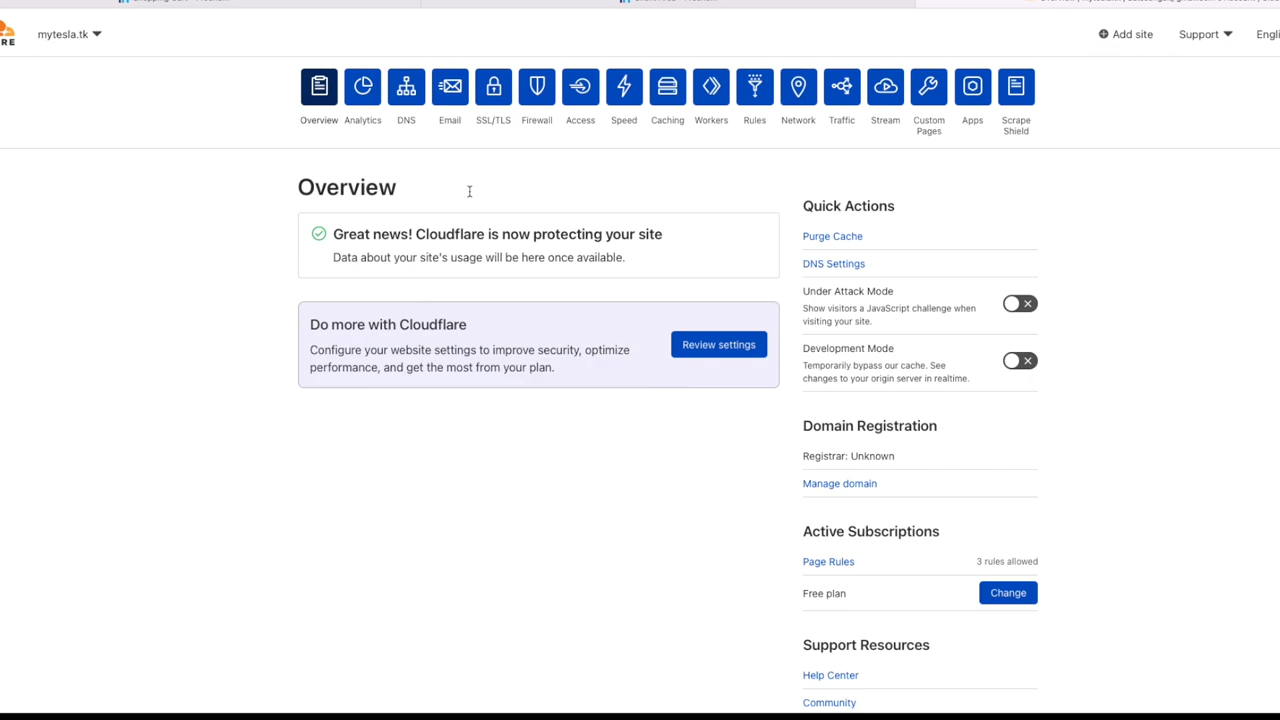 RE
mytesla.tk
Add site
Support
Engli
Overview
Analytics
DNS
Email
SSL/TLS
Firewall
Access
Speed
Caching
Workers
Rules
Network
Traffic
Stream
Custom
Pages
Apps
Scrape
Shield
Overview
Great news! Cloudflare is now protecting your site
Data about your site's usage will be here once available.
Do more with Cloudflare
Configure your website settings to improve security, optimize
performance, and get the most from your plan.
Review settings
Quick Actions
Purge Cache
DNS Settings
Under Attack Mode
Show visitors a JavaScript challenge when
visiting your site.
Development Mode
Temporarily bypass our cache. See
changes to your origin server in realtime.
Domain Registration
Registrar: Unknown
Manage domain
Active Subscriptions
Page Rules
3 rules allowed
Free plan
Change
Support Resources
Help Center
Community